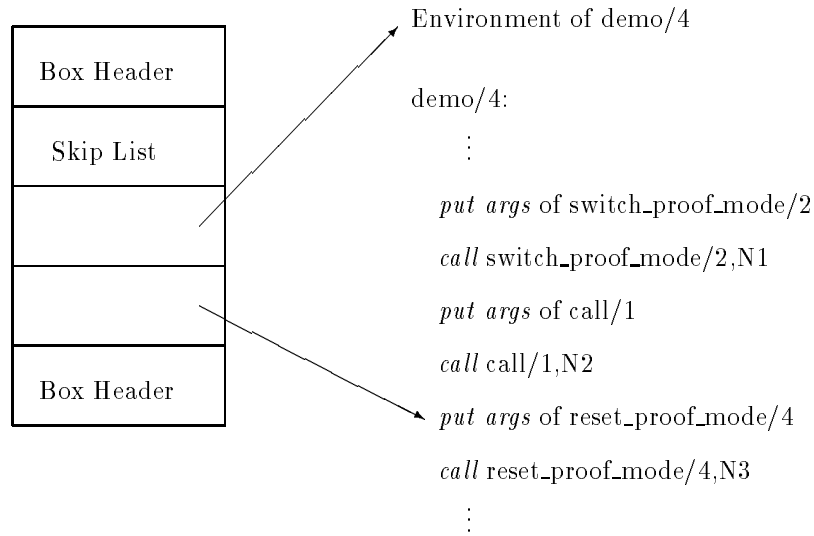 Box Header
Skip List
Box Header
Environment of demo/4
demo/4:
⋮
put args of switch_proof_mode/2
call switch_proof_mode/2,N1
put args of call/1
call call/1,N2
put args of reset_proof_mode/4
call reset_proof_mode/4,N3
⋮